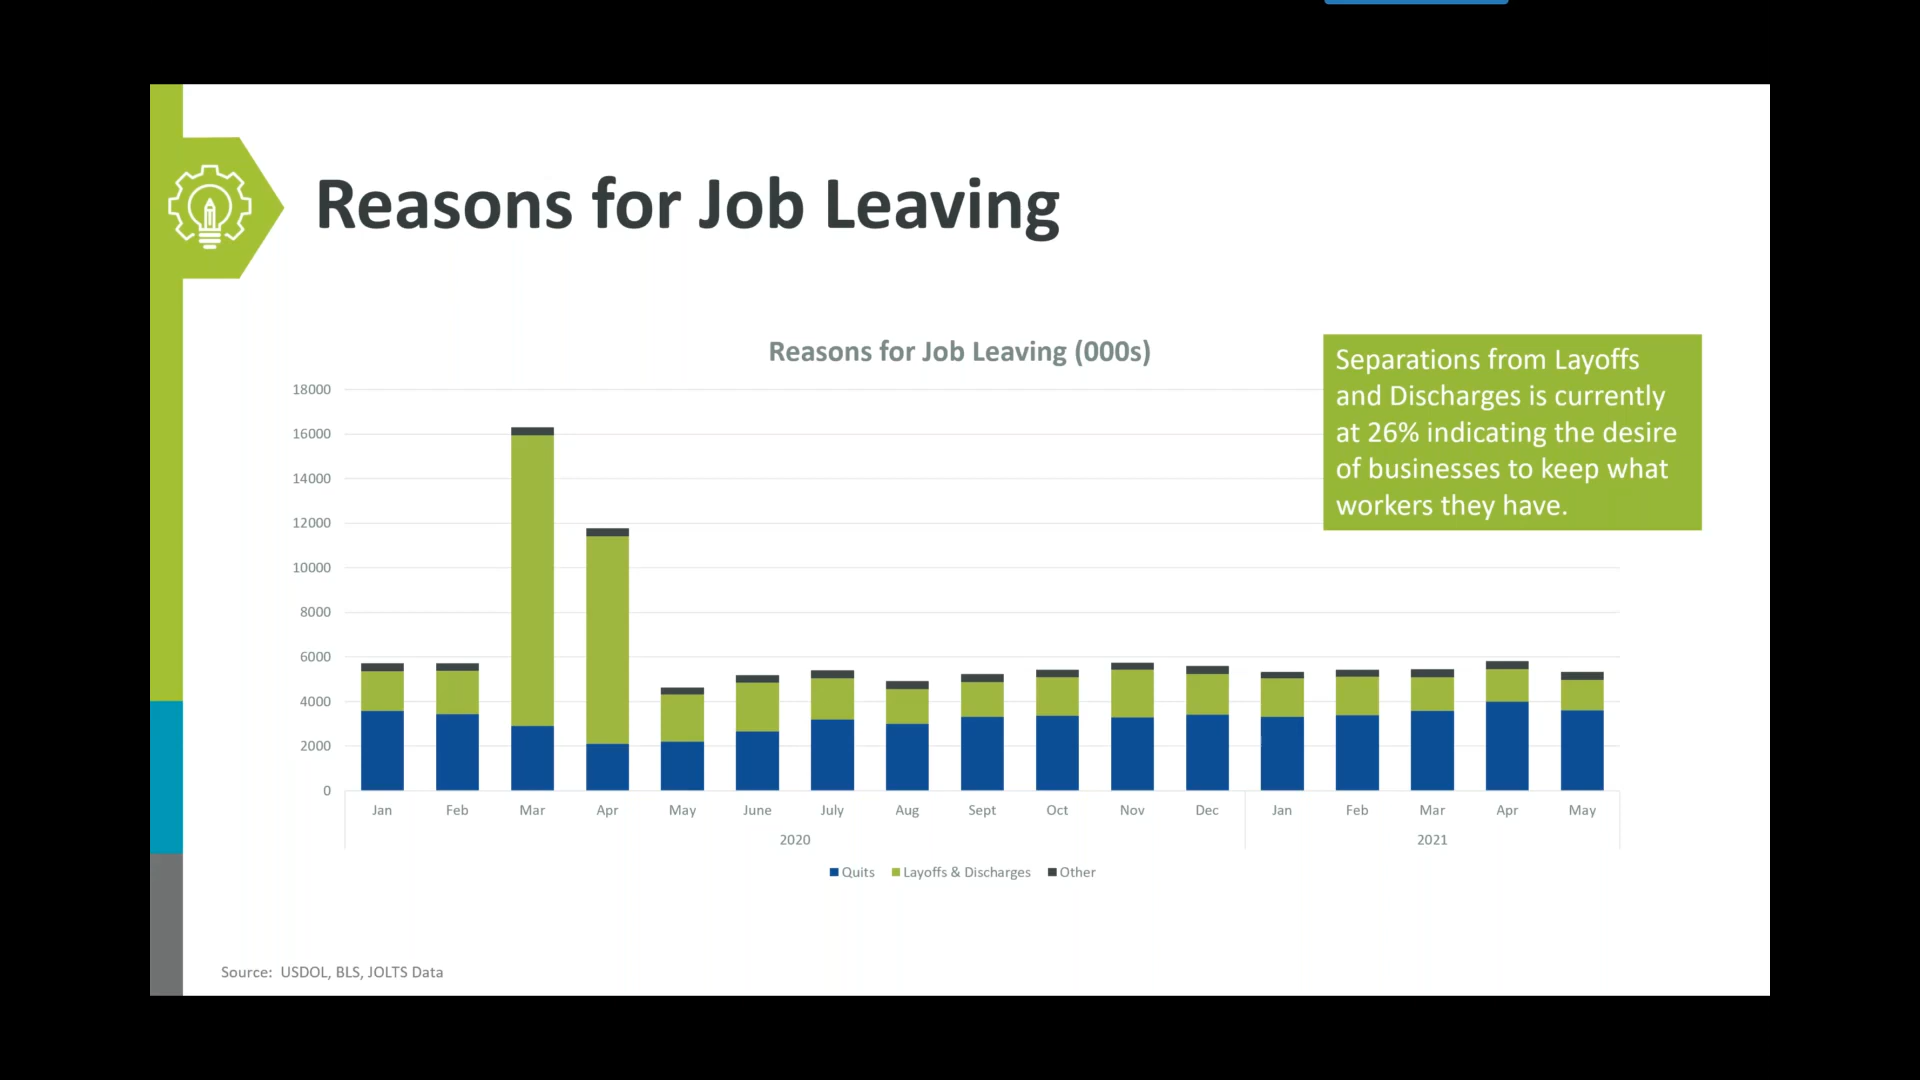 Reasons for Job Leaving
Reasons for Job Leaving (000s)
Separations from Layoffs
and Discharges is currently
at 26% indicating the desire
of businesses to keep what
workers they have.
18000
16000
14000
12000
10000
8000
6000
4000
2000
0
Jan Feb Mar Apr May June July Aug Sept Oct Nov Dec Jan Feb Mar Apr May
2020 2021
Quits Layoffs & Discharges Other
Source: USDOL, BLS, JOLTS Data